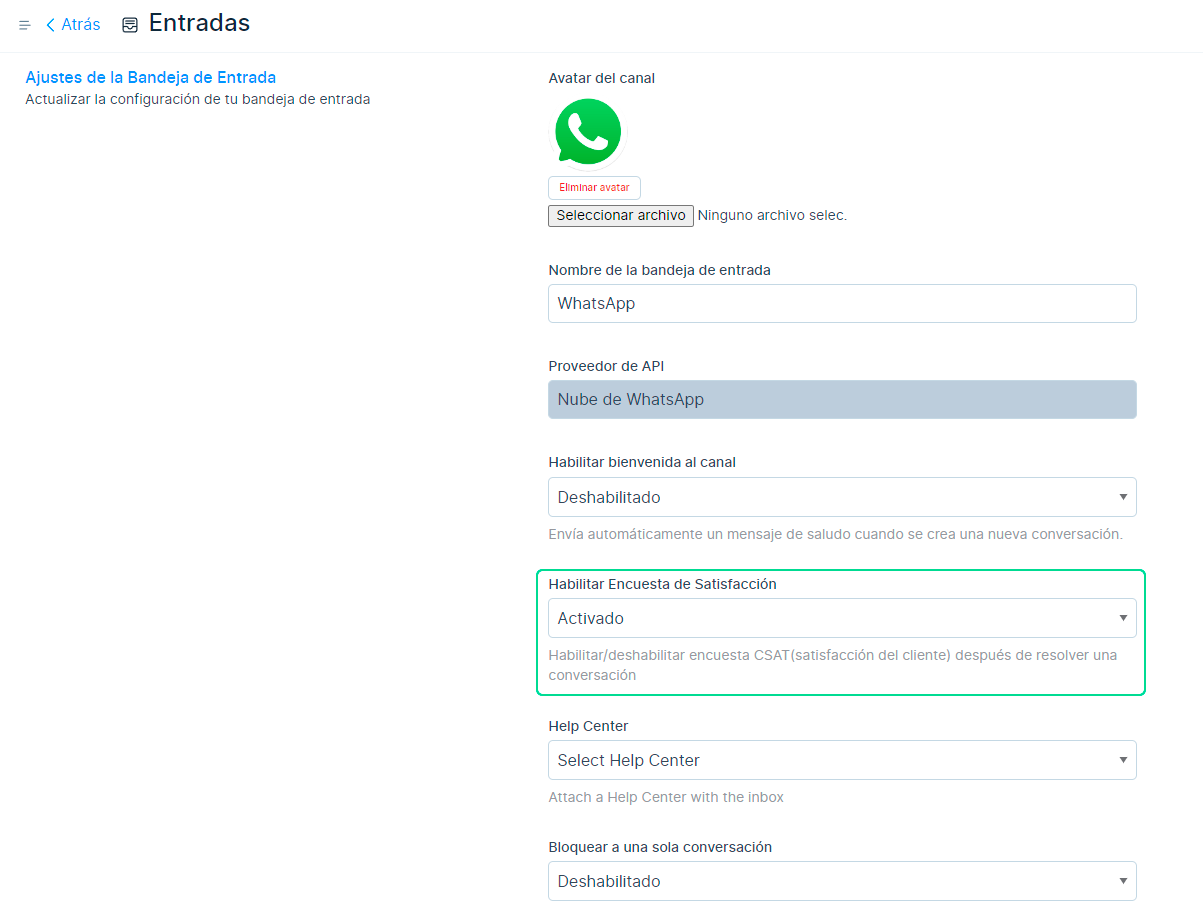 Atrás
Entradas
Ajustes de la Bandeja de Entrada
Actualizar la configuración de tu bandeja de entrada
Avatar del canal
Eliminar avatar
Seleccionar archivo Ninguno archivo selec.
Nombre de la bandeja de entrada
WhatsApp
Proveedor de API
Nube de WhatsApp
Habilitar bienvenida al canal
Deshabilitado
Envía automáticamente un mensaje de saludo cuando se crea una nueva conversación.
Habilitar Encuesta de Satisfacción
Activado
Habilitar/deshabilitar encuesta CSAT(satisfacción del cliente) después de resolver una
conversación
Help Center
Select Help Center
Attach a Help Center with the inbox
Bloquear a una sola conversación
Deshabilitado